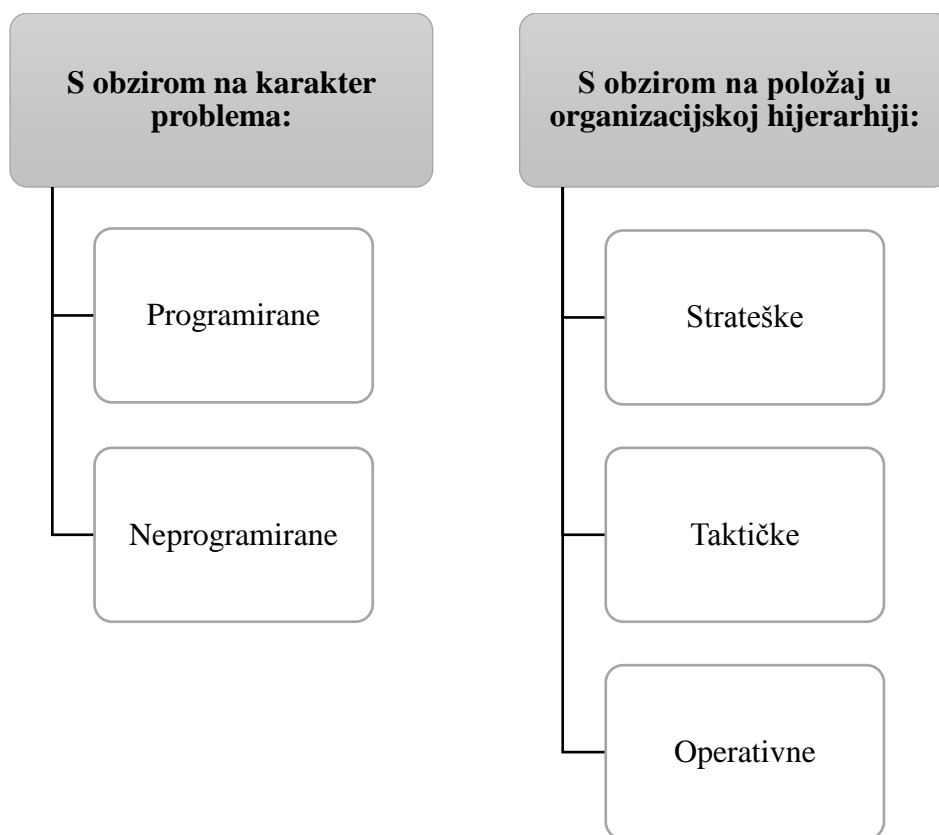 S obzirom na karakter
problema:
Programirane
Neprogramirane
S obzirom na položaj u
organizacijskoj hijerarhiji:
Strateške
Taktičke
Operativne